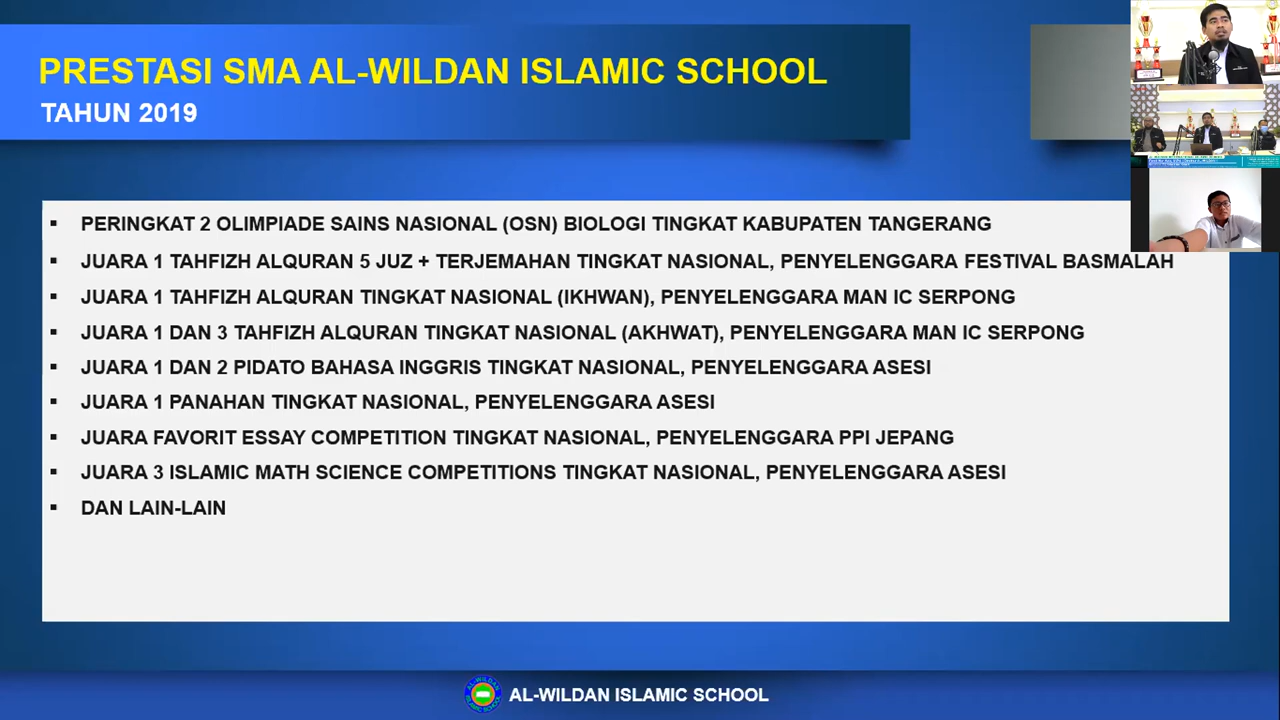 PRESTASI SMA AL-WILDAN ISLAMIC SCHOOL
TAHUN 2019
▪ PERINGKAT 2 OLIMPIADE SAINS NASIONAL (OSN) BIOLOGI TINGKAT KABUPATEN TANGERANG
▪ JUARA 1 TAHFIZH ALQURAN 5 JUZ + TERJEMAHAN TINGKAT NASIONAL, PENYELENGGARA FESTIVAL BASMALAH
▪ JUARA 1 TAHFIZH ALQURAN TINGKAT NASIONAL (IKHWAN), PENYELENGGARA MAN IC SERPONG
▪ JUARA 1 DAN 3 TAHFIZH ALQURAN TINGKAT NASIONAL (AKHWAT), PENYELENGGARA MAN IC SERPONG
▪ JUARA 1 DAN 2 PIDATO BAHASA INGGRIS TINGKAT NASIONAL, PENYELENGGARA ASESI
▪ JUARA 1 PANAHAN TINGKAT NASIONAL, PENYELENGGARA ASESI
▪ JUARA FAVORIT ESSAY COMPETITION TINGKAT NASIONAL, PENYELENGGARA PPI JEPANG
▪ JUARA 3 ISLAMIC MATH SCIENCE COMPETITIONS TINGKAT NASIONAL, PENYELENGGARA ASESI
▪ DAN LAIN-LAIN
AL-WILDAN ISLAMIC SCHOOL